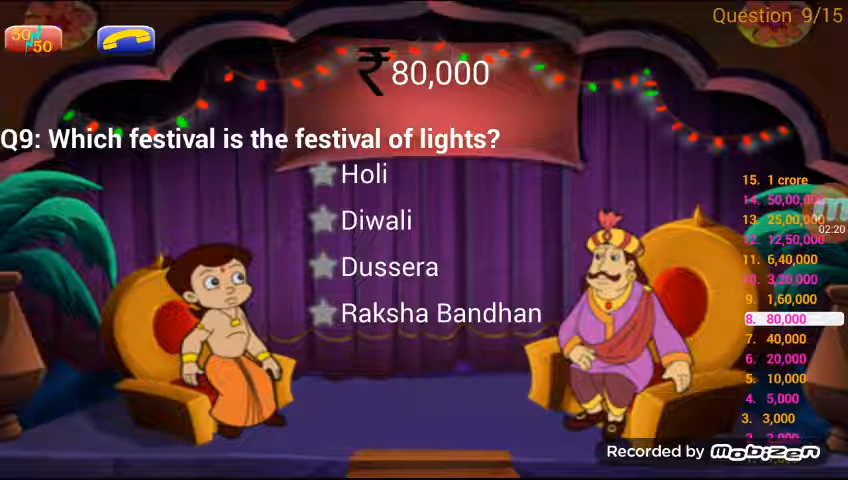 Question 9/15
50/50
₹80,000
Q9: Which festival is the festival of lights?
Holi
Diwali
Dussera
Raksha Bandhan
15. 1 crore
14. 50,00,000
13. 25,00,000
02:20
12. 12,50,000
11. 6,40,000
10. 3,20,000
9. 1,60,000
8. 80,000
7. 40,000
6. 20,000
5. 10,000
4. 5,000
3. 3,000
Recorded by Mobizen